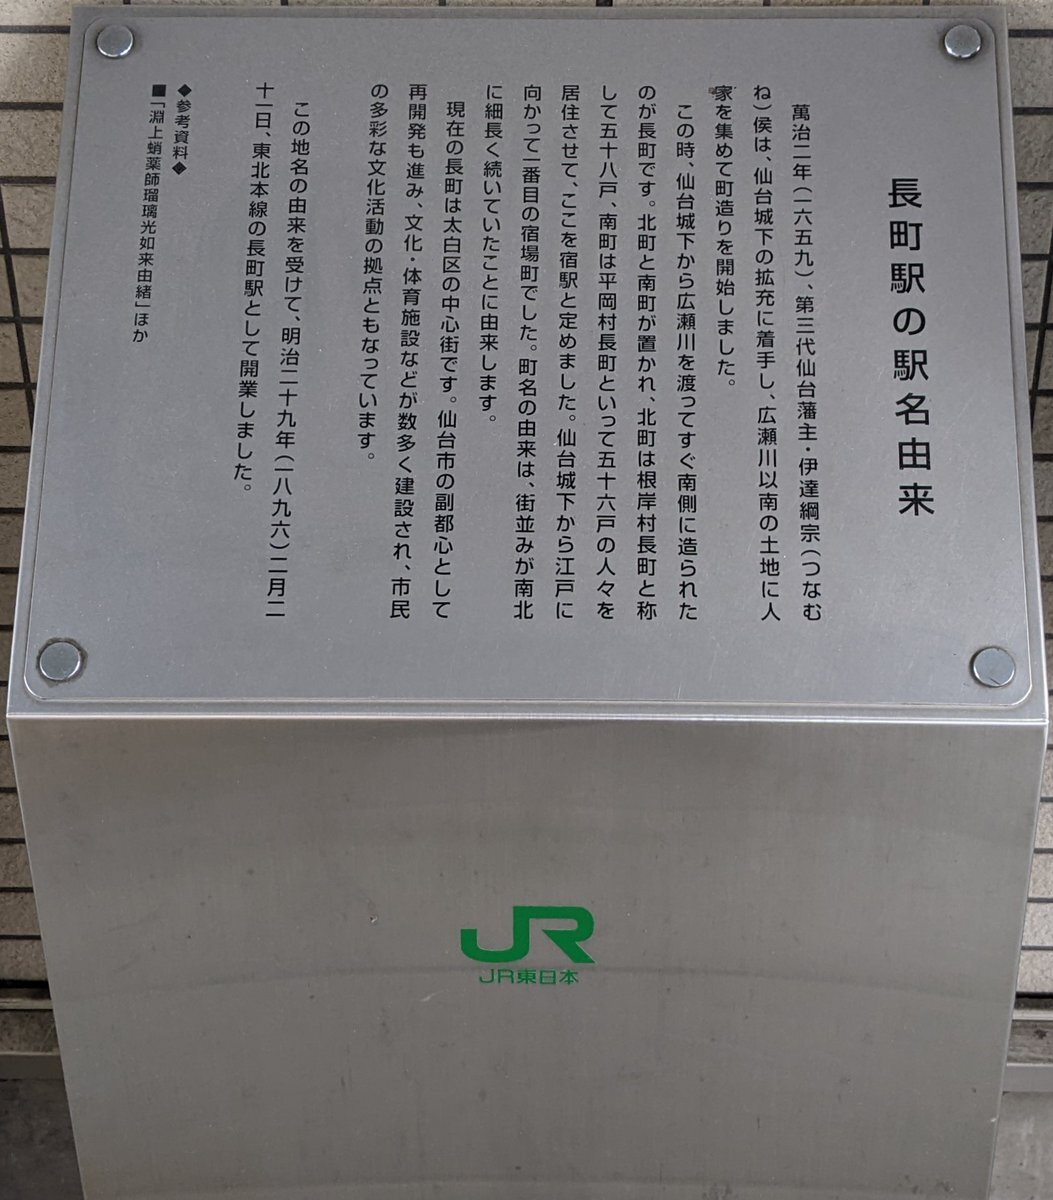 長町駅の駅名由来
萬治二年(一六五九)、第三代仙台藩主・伊達綱宗(つなむ
ね)侯は、仙台城下の拡充に着手し、広瀬川以南の土地に人
家を集めて町造りを開始しました。
この時、仙台城下から広瀬川を渡ってすぐ南側に造られた
のが長町です。北町と南町が置かれ、北町は根岸村長町と称
して五十八戸、南町は平岡村長町といって五十六戸の人々を
居住させて、ここを宿駅と定めました。仙台城下から江戸に
向かって一番目の宿場町でした。町名の由来は、街並みが南北
に細長く続いていたことに由来します。
現在の長町は太白区の中心街です。仙台市の副都心として
再開発も進み、文化・体育施設などが数多く建設され、市民
の多彩な文化活動の拠点ともなっています。
この地名の由来を受けて、明治二十九年(一八九六)二月二
十一日、東北本線の長町駅として開業しました。
◆参考資料◆
■「淵上蛸薬師瑠璃光如来由緒」ほか
JR
JR東日本